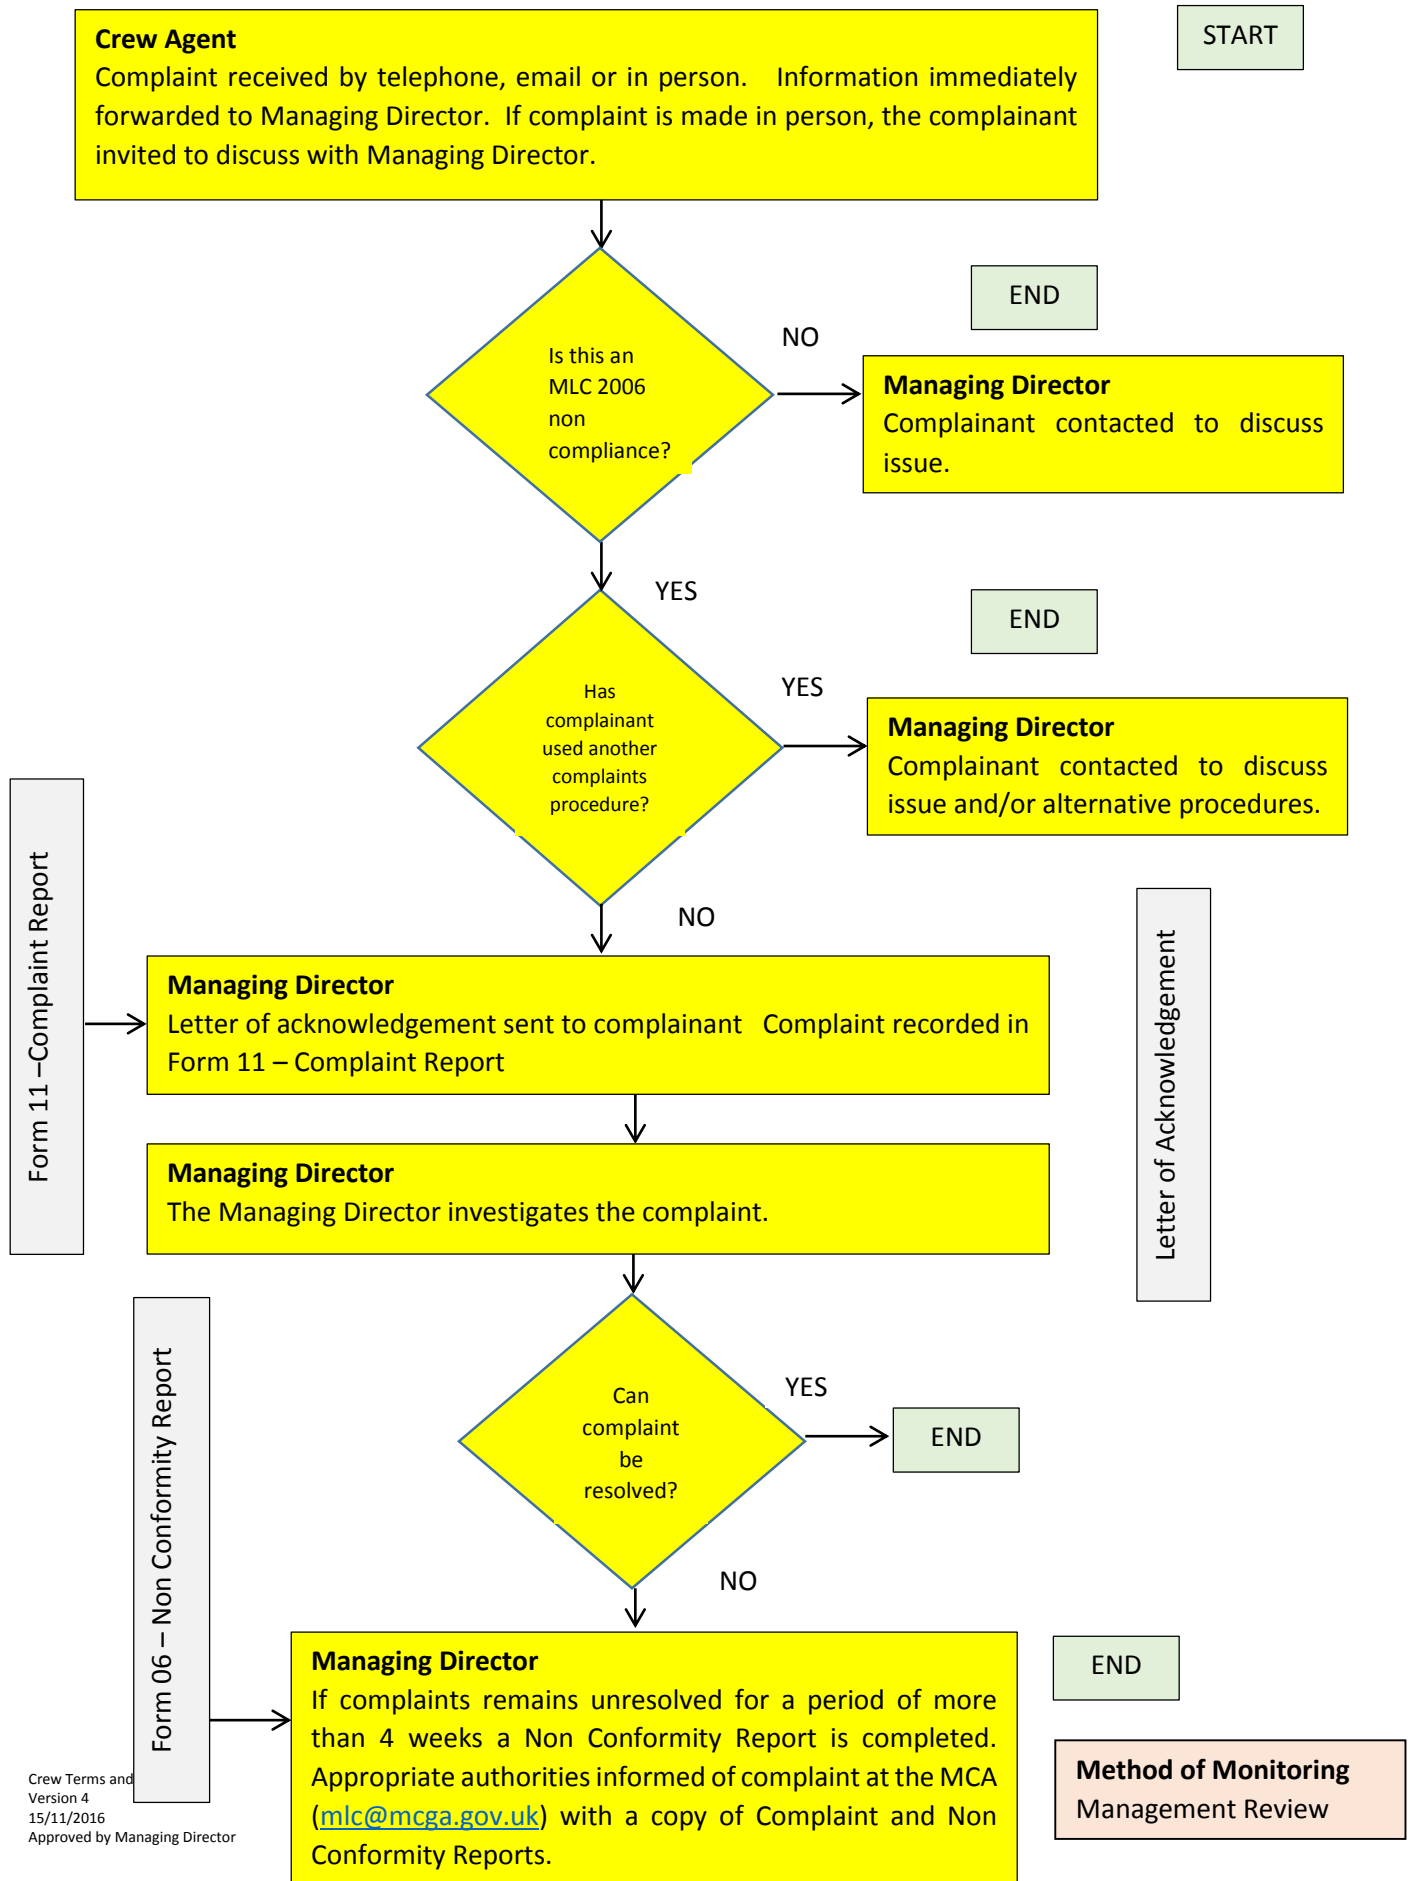 START
Crew Agent
Complaint received by telephone, email or in person. Information immediately
forwarded to Managing Director. If complaint is made in person, the complainant
invited to discuss with Managing Director.
Is this an
MLC 2006
non
compliance?
NO
END
Managing Director
Complainant contacted to discuss
issue.
YES
Has
complainant
used another
complaints
procedure?
YES
END
Managing Director
Complainant contacted to discuss
issue and/or alternative procedures.
NO
Form 11 –Complaint Report
Letter of Acknowledgement
Managing Director
Letter of acknowledgement sent to complainant Complaint recorded in
Form 11 – Complaint Report
Managing Director
The Managing Director investigates the complaint.
Can
complaint
be
resolved?
YES
END
NO
Form 06 – Non Conformity Report
Managing Director
If complaints remains unresolved for a period of more
than 4 weeks a Non Conformity Report is completed.
Appropriate authorities informed of complaint at the MCA
(mlc@mcga.gov.uk) with a copy of Complaint and Non
Conformity Reports.
END
Method of Monitoring
Management Review
Crew Terms and
Version 4
15/11/2016
Approved by Managing Director